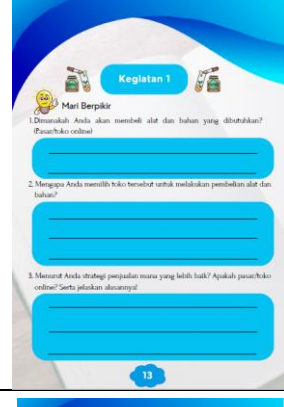 Kegiatan 1
Mari Berpikir
1.Dimanakah Anda akan membeli alat dan bahan yang dibutuhkan?
(Pasar/toko online)
2. Mengapa Anda memilih toko tersebut untuk melakukan pembelian alat dan
bahan?
3. Menurut Anda strategi penjualan mana yang lebih baik? Apakah pasar/toko
online? Serta jelaskan alasannya!
13